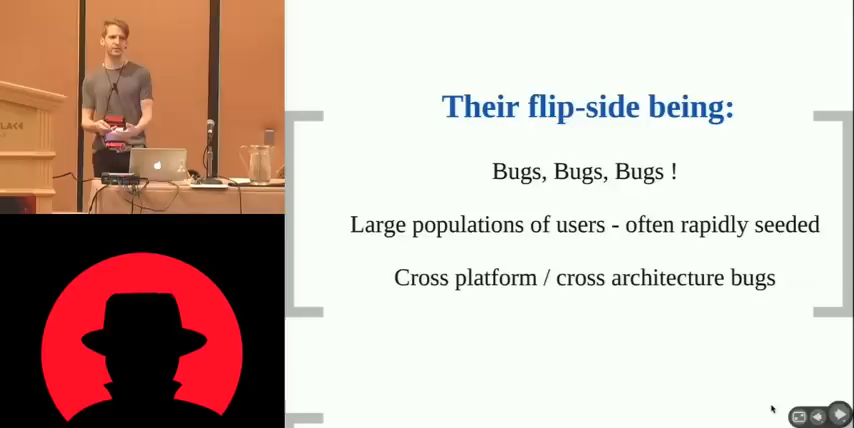 Their flip-side being:
Bugs, Bugs, Bugs !
Large populations of users - often rapidly seeded
Cross platform / cross architecture bugs